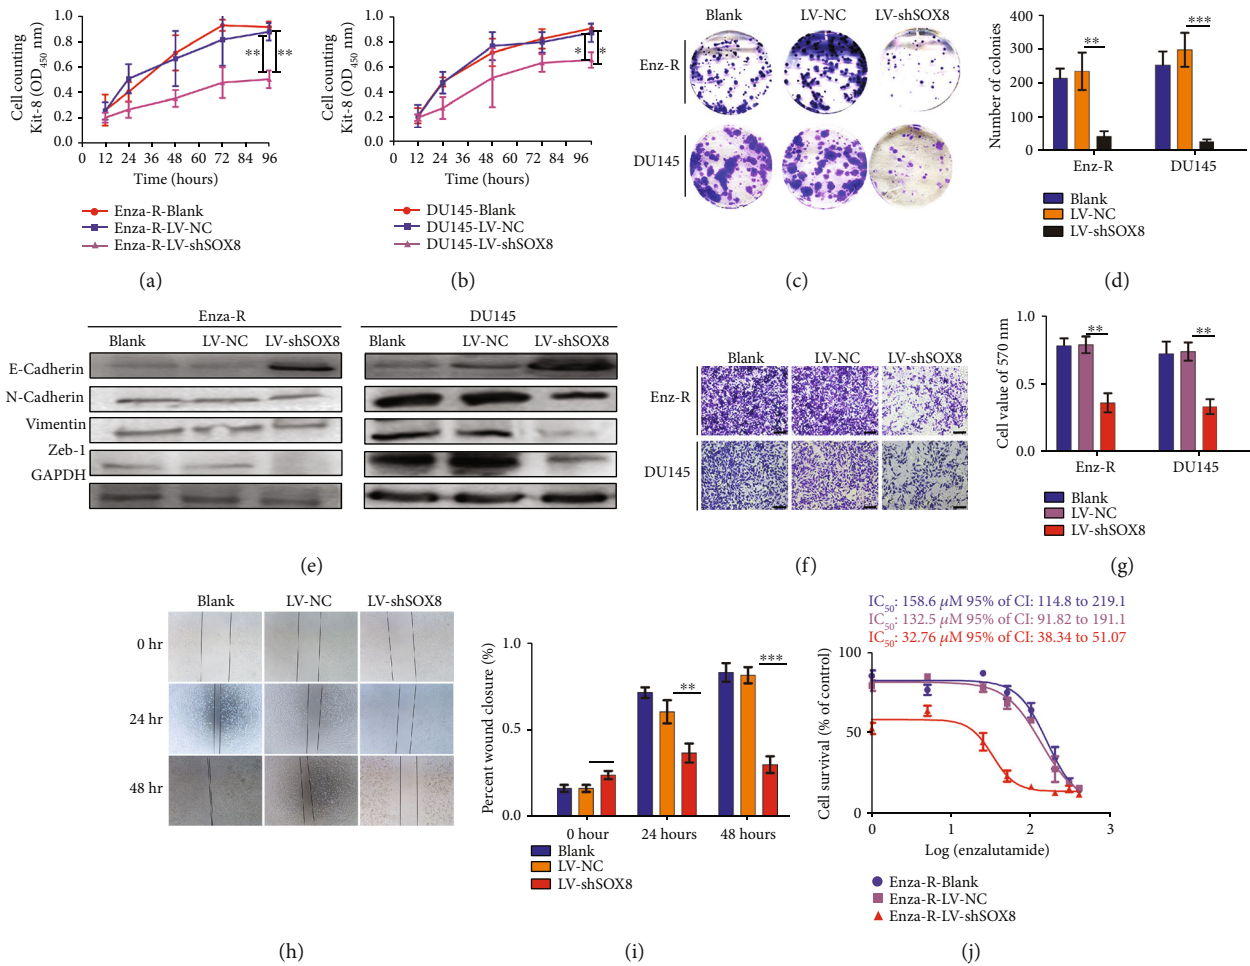 Cell counting
Kit-8 (OD450 nm)
1.0
0.8
0.6
0.4
0.2
0.0
** **
0 12 24 36 48 60 72 84 96
Time (hours)
Enza-R-Blank
Enza-R-LV-NC
Enza-R-LV-shSOX8
(a)
Cell counting
Kit-8 (OD450 nm)
1.0
0.8
0.6
0.4
0.2
0.0
* *
0 12 24 36 48 60 72 84 96
Time (hours)
DU145-Blank
DU145-LV-NC
DU145-LV-shSOX8
(b)
Blank LV-NC LV-shSOX8
Enz-R
DU145
(c)
Number of colonies
400
300
200
100
0
** ***
Enz-R DU145
Blank
LV-NC
LV-shSOX8
(d)
Enza-R DU145
Blank LV-NC LV-shSOX8 Blank LV-NC LV-shSOX8
E-Cadherin
N-Cadherin
Vimentin
Zeb-1
GAPDH
(e)
Blank LV-NC LV-shSOX8
Enz-R
DU145
(f)
Cell value of 570 nm
1.0
0.5
0.0
** **
Enz-R DU145
Blank
LV-NC
LV-shSOX8
(g)
Blank LV-NC LV-shSOX8
0 hr
24 hr
48 hr
(h)
Percent wound closure (%)
1.0
0.5
0.0
** ***
0 hour 24 hours 48 hours
Blank
LV-NC
LV-shSOX8
(i)
IC50: 158.6 μM 95% of CI: 114.8 to 219.1
IC50: 132.5 μM 95% of CI: 91.82 to 191.1
IC50: 32.76 μM 95% of CI: 38.34 to 51.07
Cell survival (% of control)
100
50
0
0 1 2 3
Log (enzalutamide)
Enza-R-Blank
Enza-R-LV-NC
Enza-R-LV-shSOX8
(j)